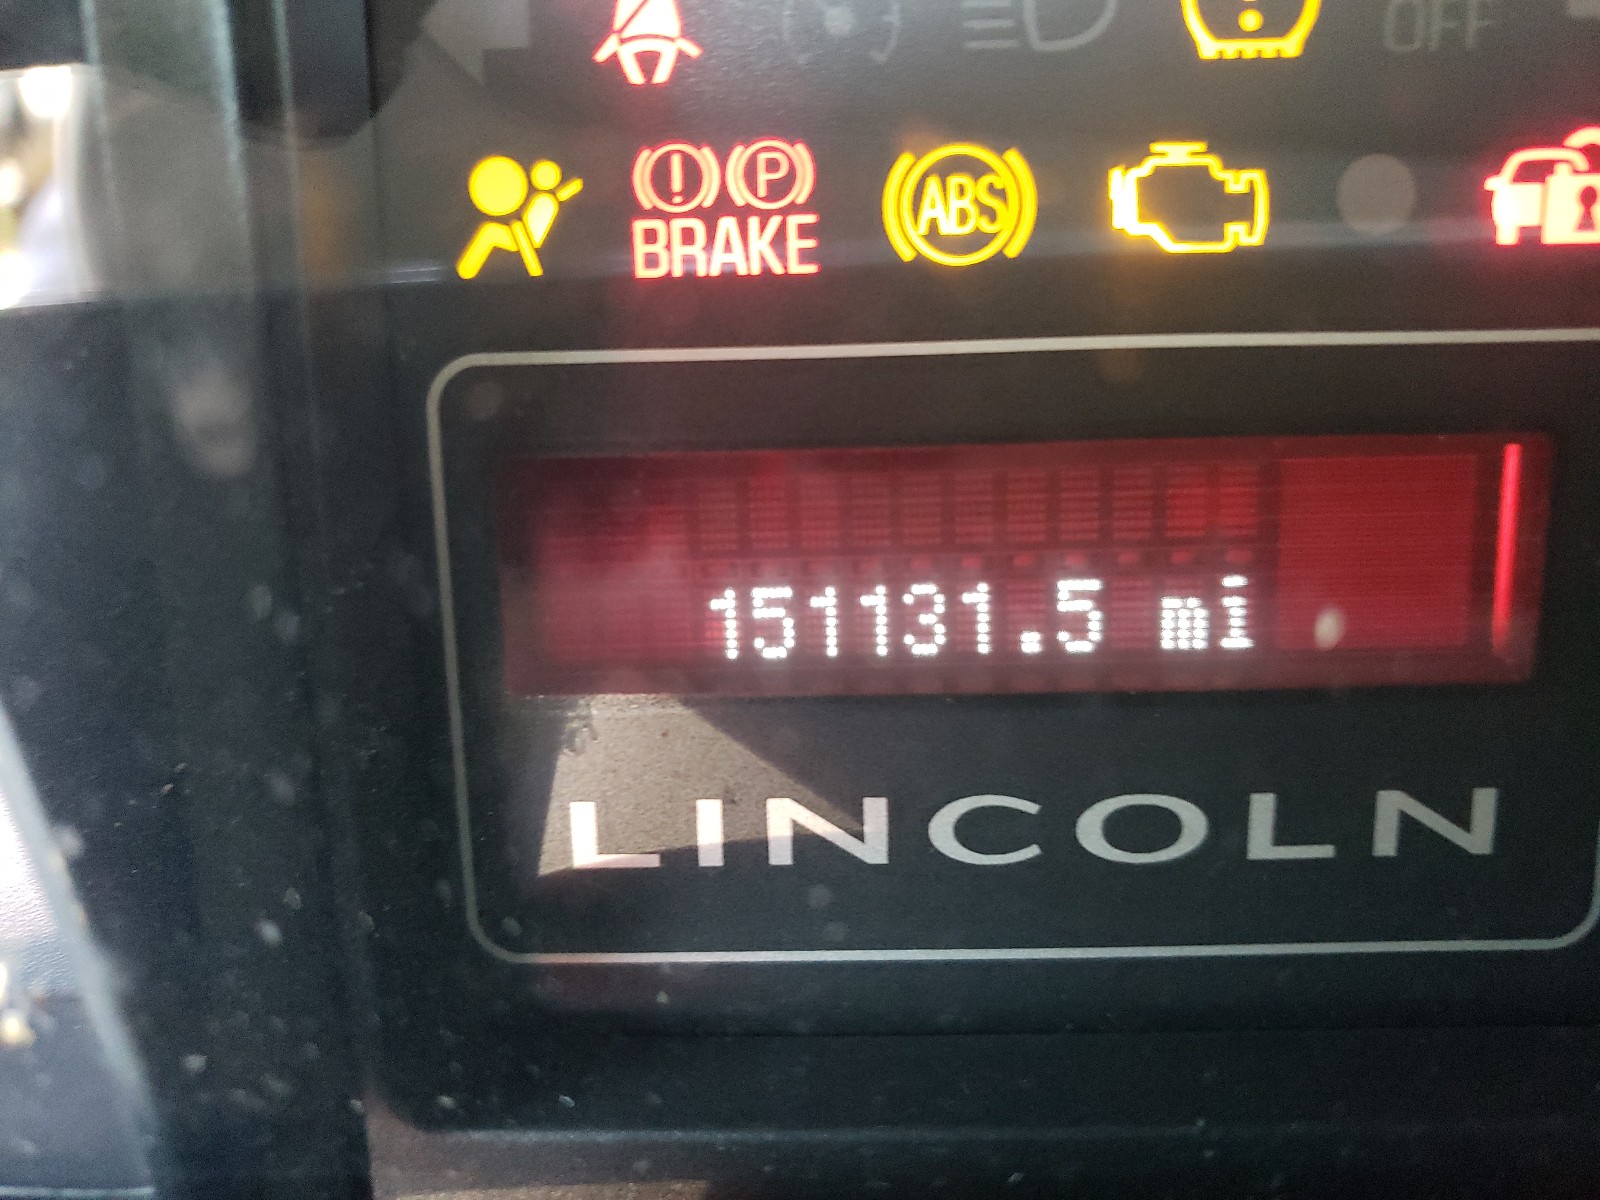 OFF
! P
BRAKE
ABS
151131.5 mi
LINCOLN